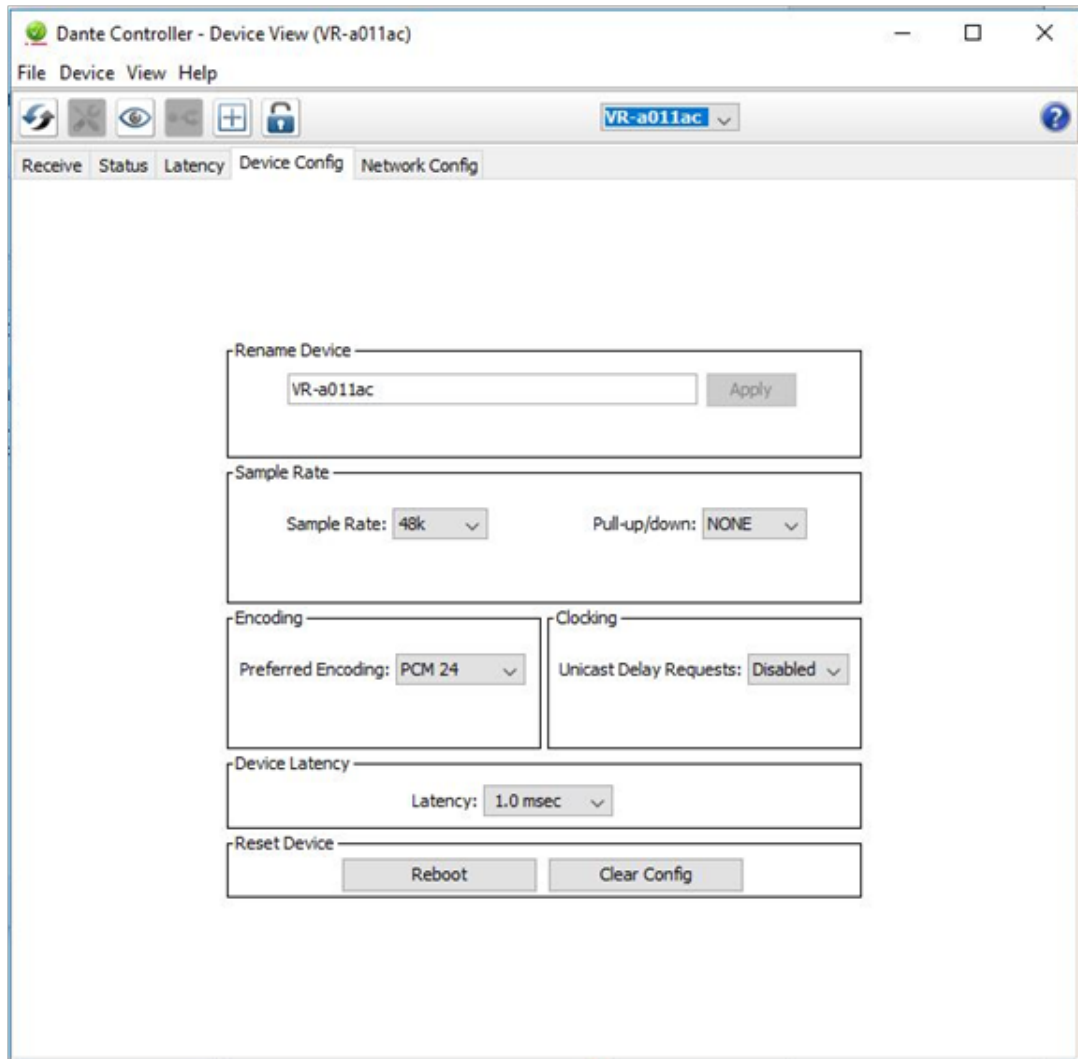 Dante Controller - Device View (VR-a011ac)
File Device View Help
VR-a011ac
?
Receive Status Latency Device Config Network Config
Rename Device
VR-a011ac Apply
Sample Rate
Sample Rate: 48k Pull-up/down: NONE
Encoding Clocking
Preferred Encoding: PCM 24 Unicast Delay Requests: Disabled
Device Latency
Latency: 1.0 msec
Reset Device
Reboot Clear Config